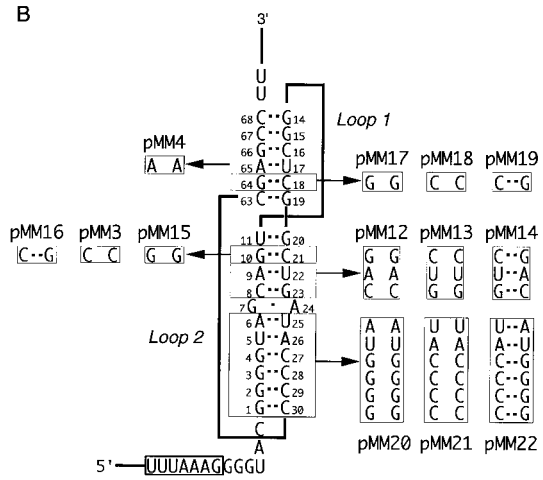 B
3'
U
U
68 C··G 14
Loop 1
67 C··G 15
pMM4
66 G··C 16
pMM17 pMM18 pMM19
A A
65 A··U 17
64 G··C 18
G G C C C··G
63 C··G 19
pMM16 pMM3 pMM15
11 U··G 20
pMM12 pMM13 pMM14
C··G C C G G
10 G··C 21
G G C C C··G
9 A··U 22
A A U U U··A
8 C··G 23
C C G G G··C
7 G · A 24
Loop 2
6 A··U 25
A A U U U··A
5 U··A 26
U U A A A··U
4 G··C 27
G G C C C··G
3 G··C 28
G G C C C··G
2 G··C 29
G G C C C··G
1 G··C 30
G G C C C··G
C
pMM20 pMM21 pMM22
A
5' UUUAAAGGGGU